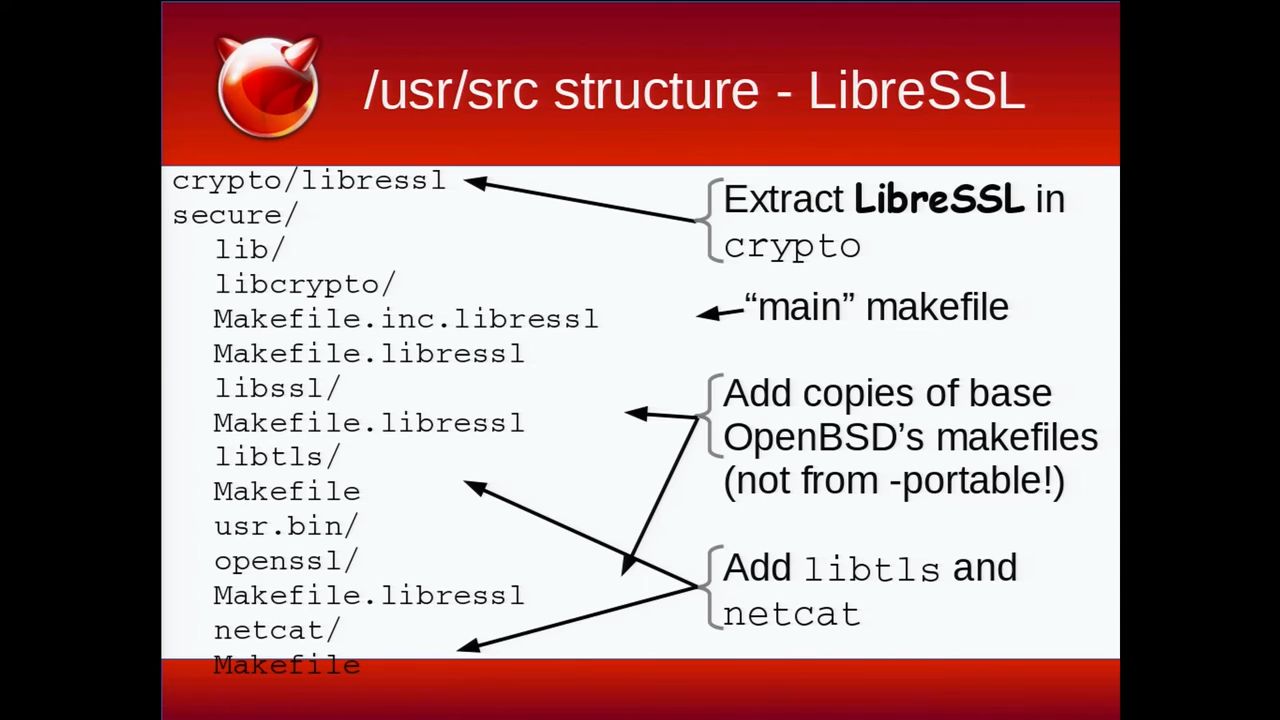 /usr/src structure - LibreSSL
crypto/libressl
secure/
lib/
libcrypto/
Makefile.inc.libressl
Makefile.libressl
libssl/
Makefile.libressl
libtls/
Makefile
usr.bin/
openssl/
Makefile.libressl
netcat/
Makefile
Extract LibreSSL in
crypto
“main” makefile
Add copies of base
OpenBSD’s makefiles
(not from -portable!)
Add libtls and
netcat